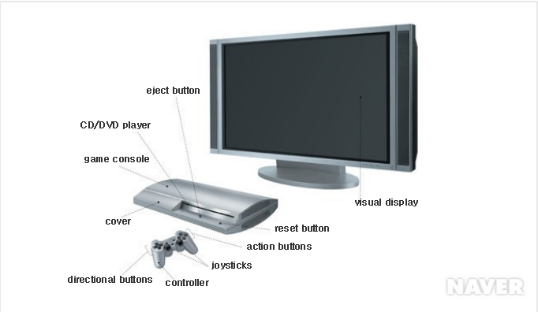 eject button
CD/DVD player
game console
visual display
cover
reset button
action buttons
joysticks
directional buttons
controller
NAVER